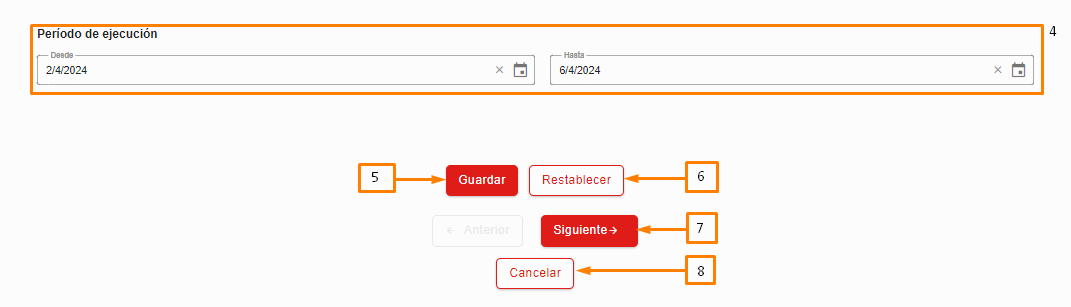 Período de ejecución
4
Desde
Hasta
2/4/2024
6/4/2024
5
Guardar
Restablecer
6
← Anterior
Siguiente→
7
Cancelar
8